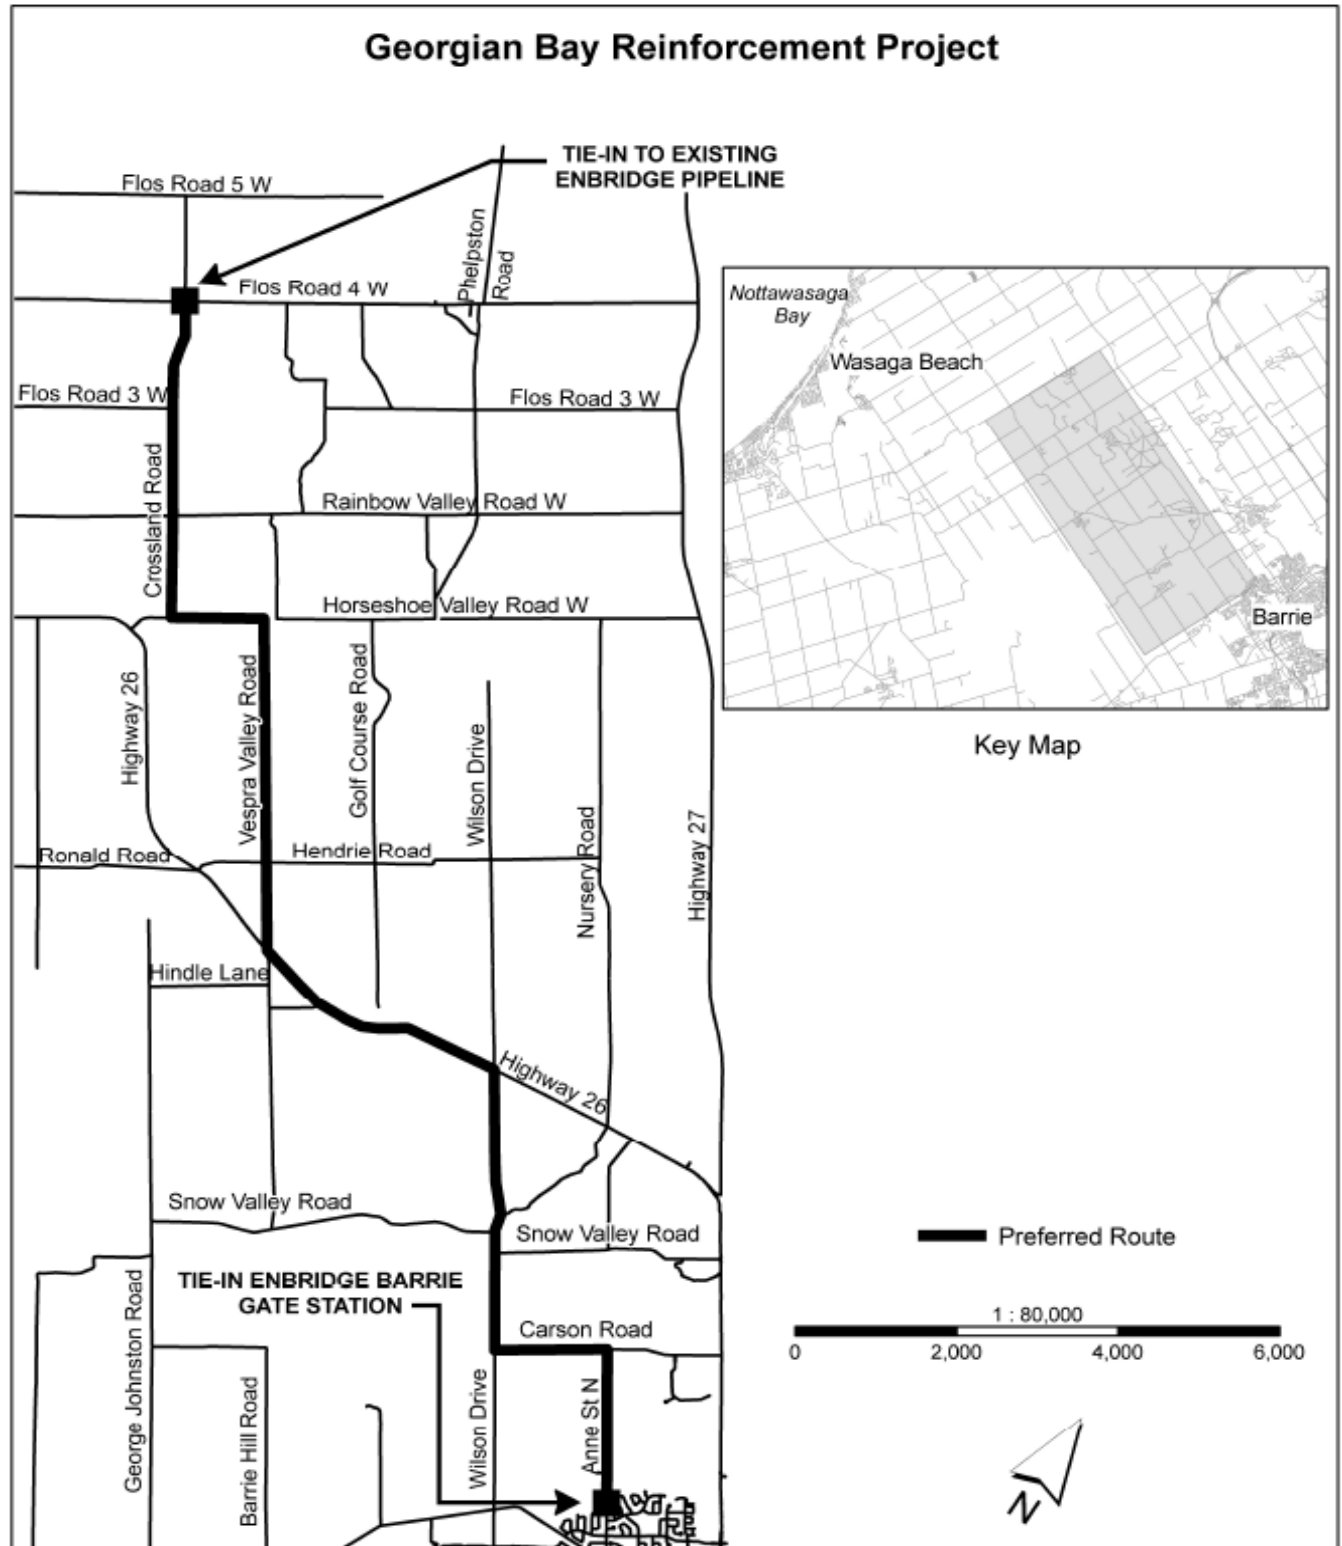 Georgian Bay Reinforcement Project
TIE-IN TO EXISTING
ENBRIDGE PIPELINE
Flos Road 5 W
Phelpston
Road
Flos Road 4 W
Nottawasaga
Bay
Wasaga Beach
Barrie
Key Map
Flos Road 3 W
Flos Road 3 W
Crossland Road
Rainbow Valley Road W
Horseshoe Valley Road W
Highway 26
Vespra Valley Road
Golf Course Road
Wilson Drive
Nursery Road
Highway 27
Ronald Road
Hendrie Road
Hindle Lane
Highway 26
Snow Valley Road
Snow Valley Road
Preferred Route
TIE-IN ENBRIDGE BARRIE
GATE STATION
George Johnston Road
Carson Road
1 : 80,000
0 2,000 4,000 6,000
Barrie Hill Road
Wilson Drive
Anne St N
N